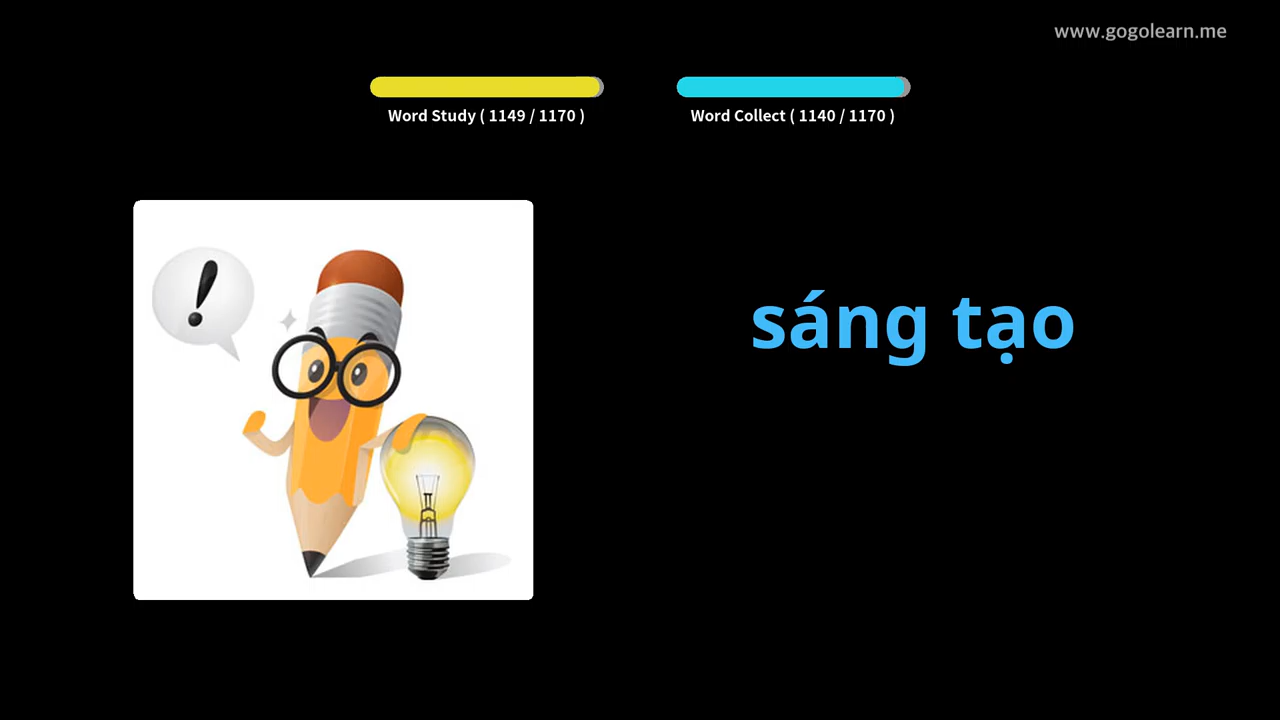 www.gogolearn.me
Word Study ( 1149 / 1170 )
Word Collect ( 1140 / 1170 )
!
sáng tạo